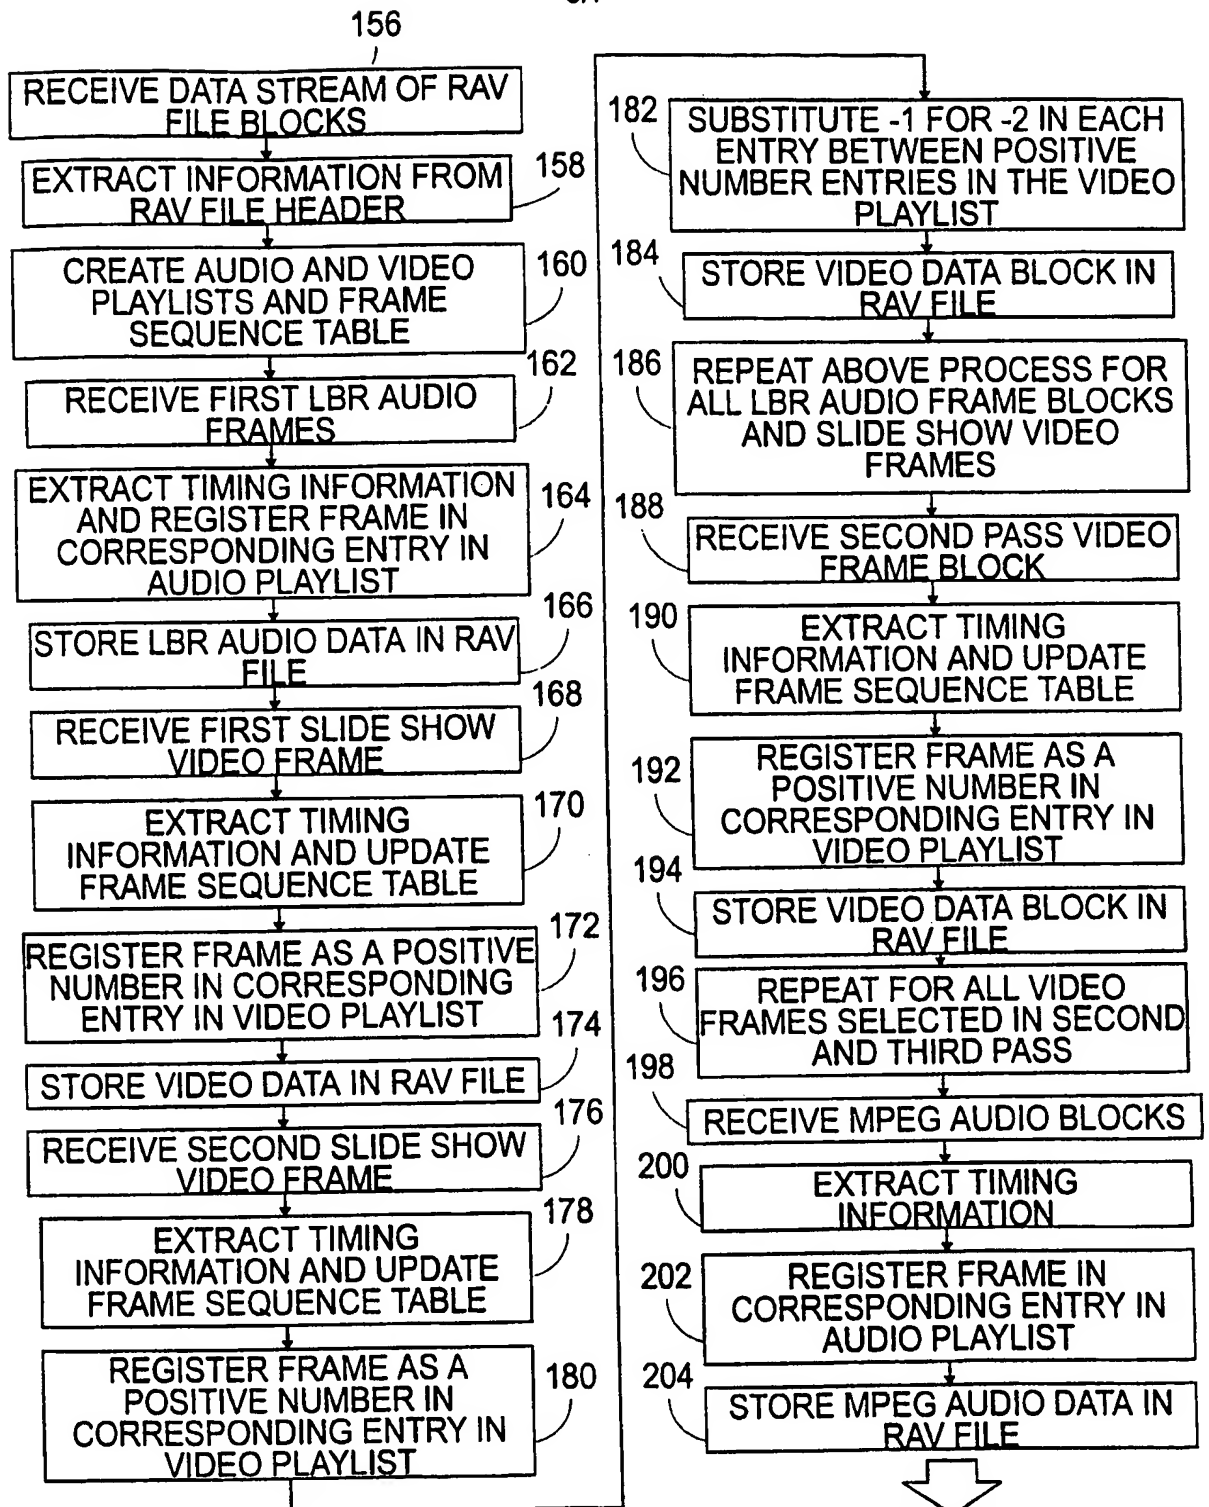 156
RECEIVE DATA STREAM OF RAV
FILE BLOCKS
158
EXTRACT INFORMATION FROM
RAV FILE HEADER
160
CREATE AUDIO AND VIDEO
PLAYLISTS AND FRAME
SEQUENCE TABLE
162
RECEIVE FIRST LBR AUDIO
FRAMES
164
EXTRACT TIMING INFORMATION
AND REGISTER FRAME IN
CORRESPONDING ENTRY IN
AUDIO PLAYLIST
166
STORE LBR AUDIO DATA IN RAV
FILE
168
RECEIVE FIRST SLIDE SHOW
VIDEO FRAME
170
EXTRACT TIMING
INFORMATION AND UPDATE
FRAME SEQUENCE TABLE
172
REGISTER FRAME AS A POSITIVE
NUMBER IN CORRESPONDING
ENTRY IN VIDEO PLAYLIST
174
STORE VIDEO DATA IN RAV FILE
176
RECEIVE SECOND SLIDE SHOW
VIDEO FRAME
178
EXTRACT TIMING
INFORMATION AND UPDATE
FRAME SEQUENCE TABLE
180
REGISTER FRAME AS A
POSITIVE NUMBER IN
CORRESPONDING ENTRY IN
VIDEO PLAYLIST
182
SUBSTITUTE -1 FOR -2 IN EACH
ENTRY BETWEEN POSITIVE
NUMBER ENTRIES IN THE VIDEO
PLAYLIST
184
STORE VIDEO DATA BLOCK IN
RAV FILE
186
REPEAT ABOVE PROCESS FOR
ALL LBR AUDIO FRAME BLOCKS
AND SLIDE SHOW VIDEO
FRAMES
188
RECEIVE SECOND PASS VIDEO
FRAME BLOCK
190
EXTRACT TIMING
INFORMATION AND UPDATE
FRAME SEQUENCE TABLE
192
REGISTER FRAME AS A
POSITIVE NUMBER IN
CORRESPONDING ENTRY IN
VIDEO PLAYLIST
194
STORE VIDEO DATA BLOCK IN
RAV FILE
196
REPEAT FOR ALL VIDEO
FRAMES SELECTED IN SECOND
AND THIRD PASS
198
RECEIVE MPEG AUDIO BLOCKS
200
EXTRACT TIMING
INFORMATION
202
REGISTER FRAME IN
CORRESPONDING ENTRY IN
AUDIO PLAYLIST
204
STORE MPEG AUDIO DATA IN
RAV FILE